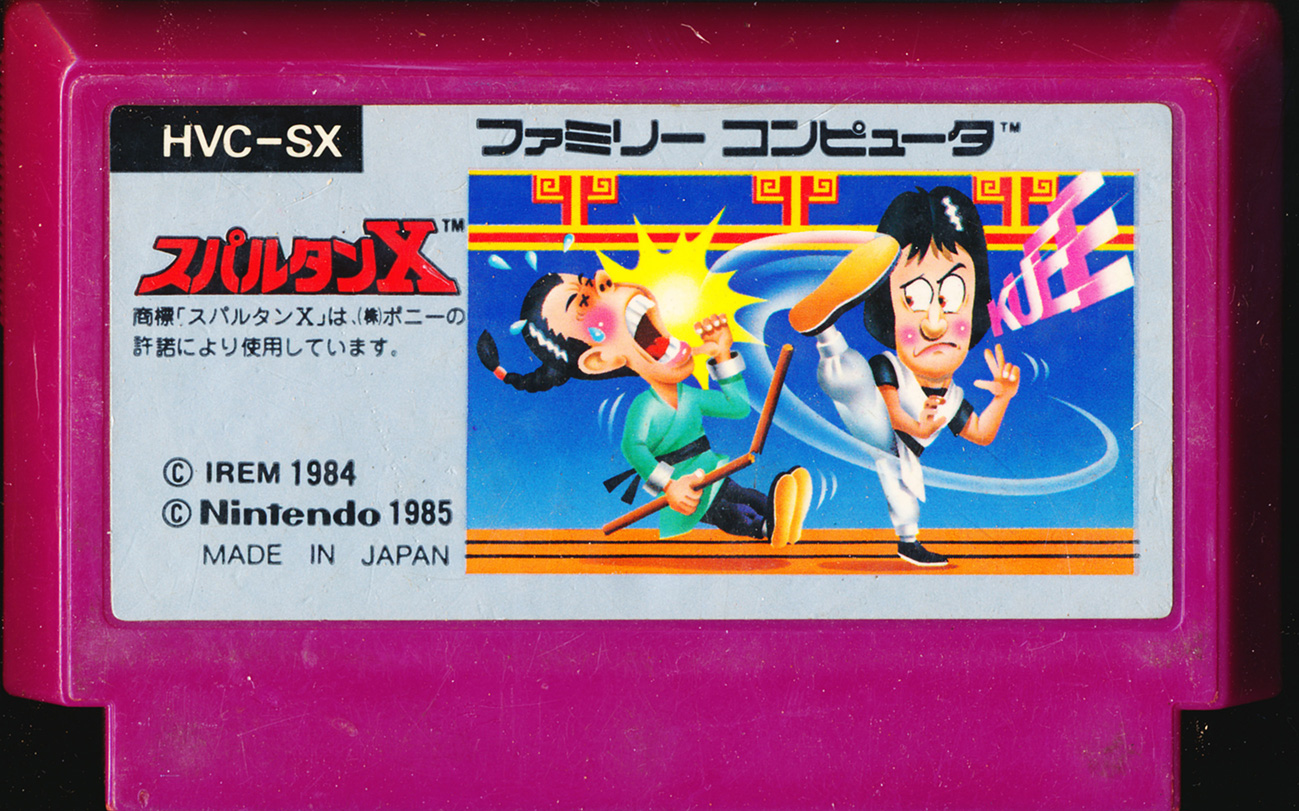 HVC-SX
ファミリー コンピュータ™
スパルタンX™
商標「スパルタンX」は、(株)ポニーの
許諾により使用しています。
© IREM 1984
© Nintendo 1985
MADE IN JAPAN
KUEEE